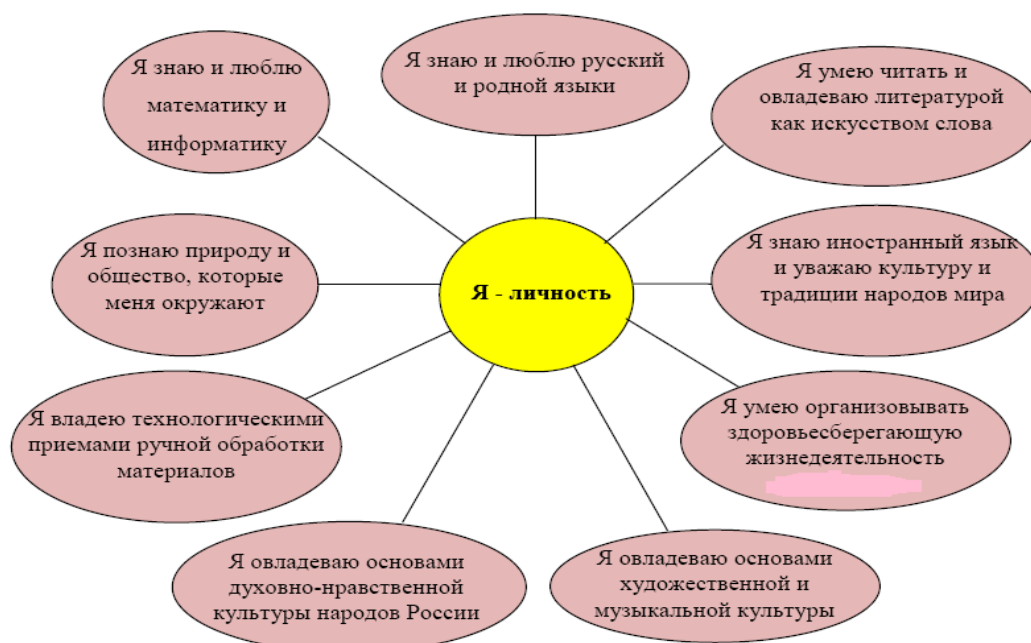 Я знаю и люблю
математику и
информатику
Я знаю и люблю русский
и родной языки
Я умею читать и
овладеваю литературой
как искусством слова
Я познаю природу и
общество, которые
меня окружают
Я - личность
Я знаю иностранный язык
и уважаю культуру и
традиции народов мира
Я владею технологическими
приемами ручной обработки
материалов
Я умею организовывать
здоровьесберегающую
жизнедеятельность
Я овладеваю основами
духовно-нравственной
культуры народов России
Я овладеваю основами
художественной и
музыкальной культуры